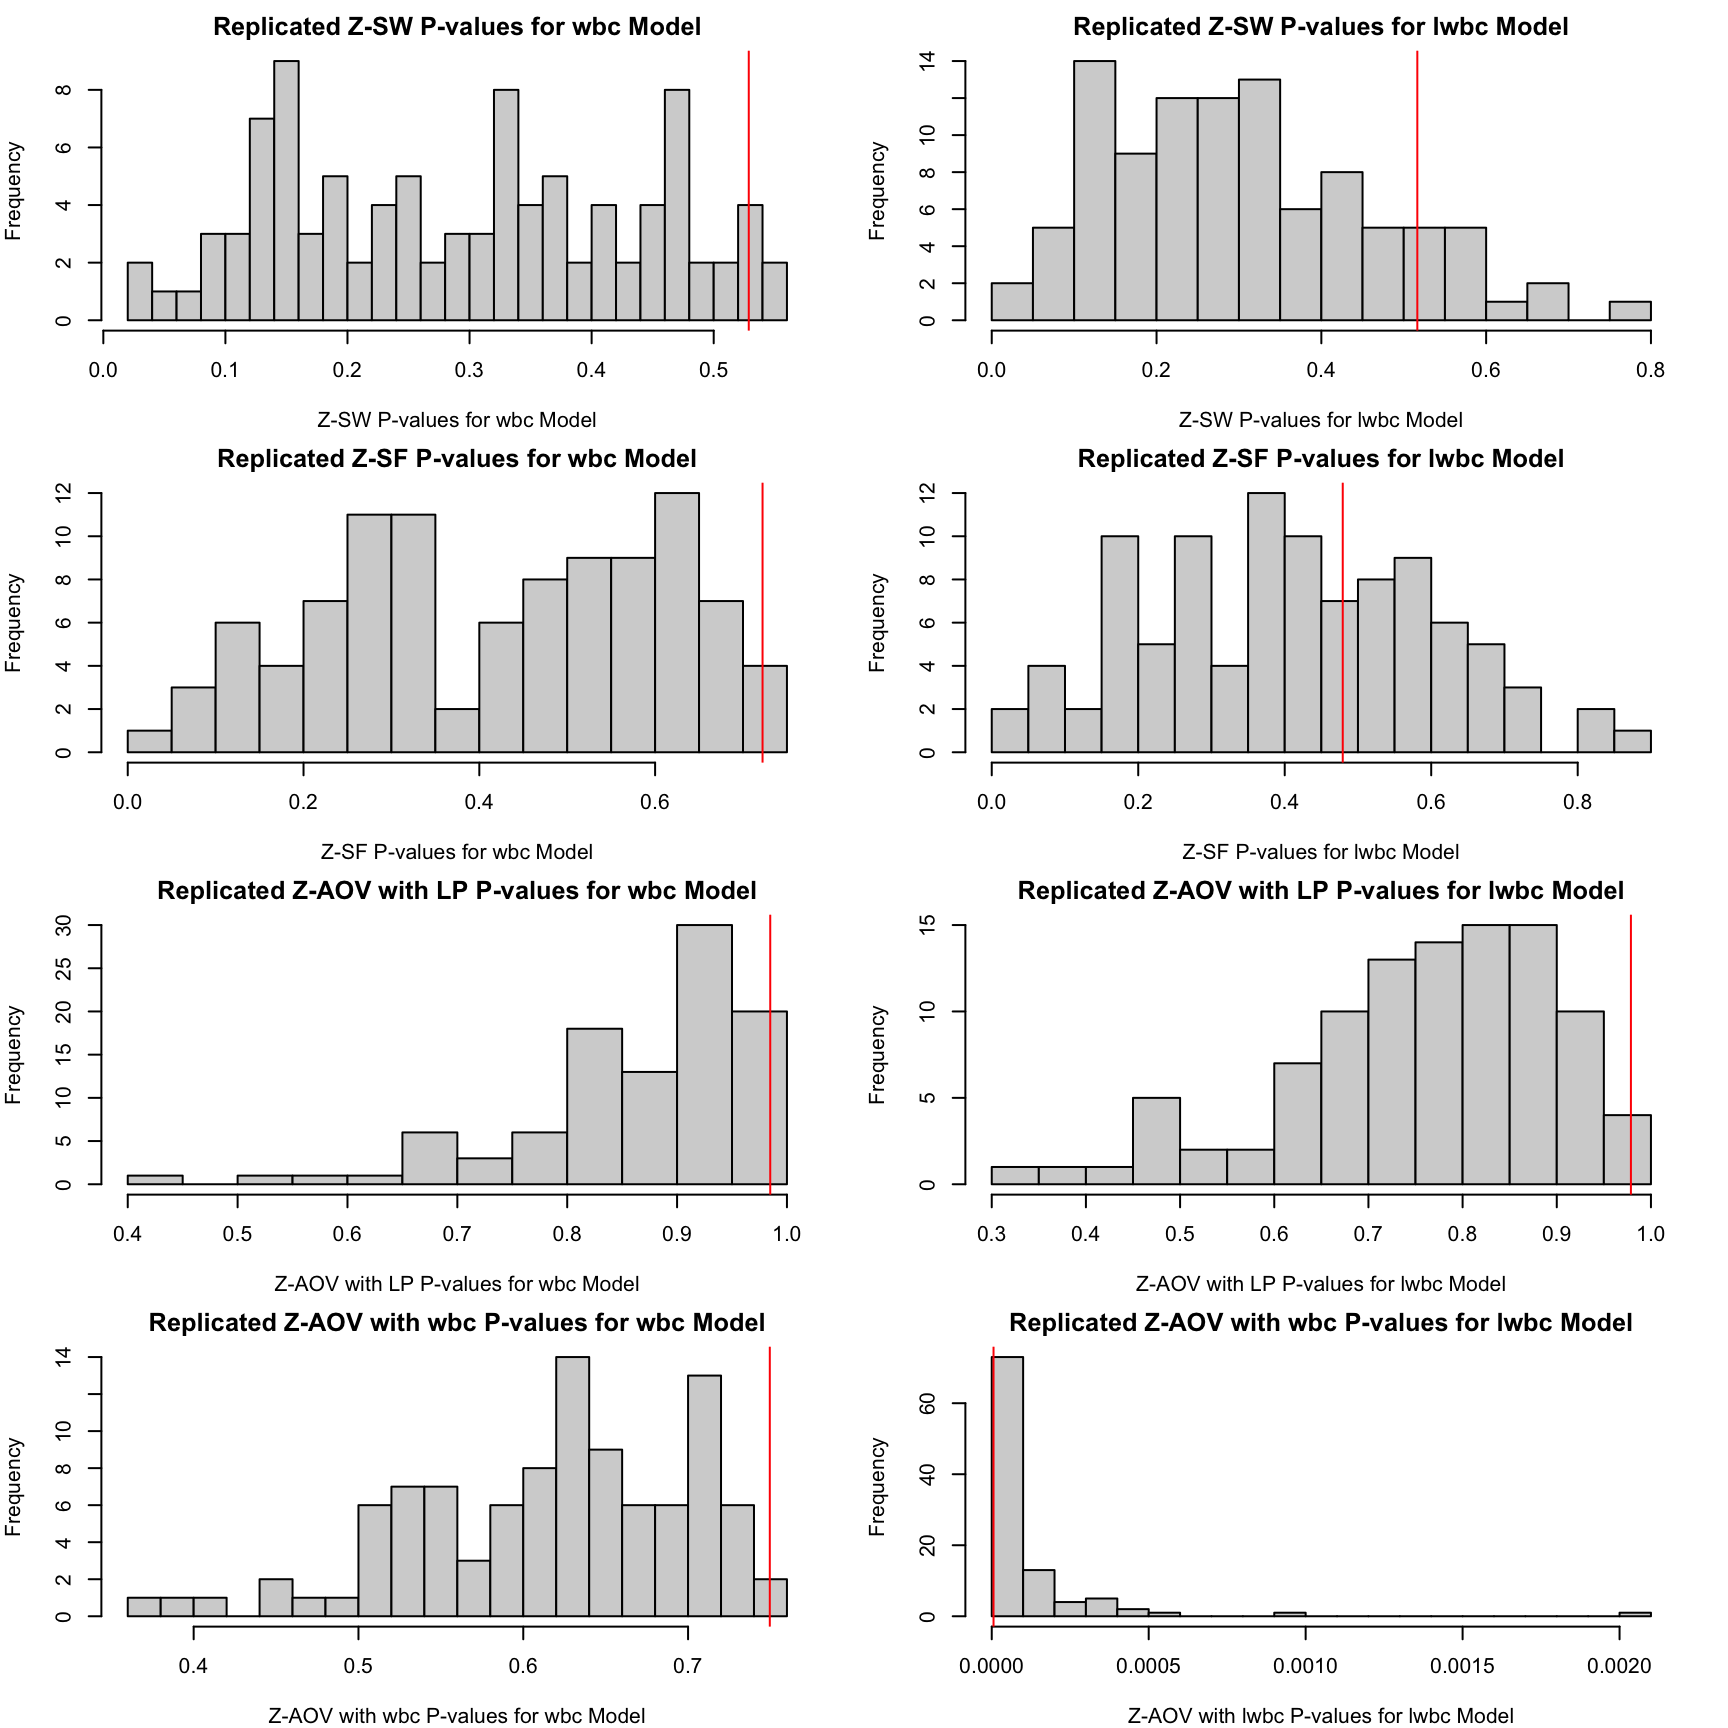 Replicated Z-SW P-values for wbc Model
Frequency
0 2 4 6 8
0.0 0.1 0.2 0.3 0.4 0.5
Z-SW P-values for wbc Model
Replicated Z-SW P-values for lwbc Model
Frequency
0 2 4 6 8 10 14
0.0 0.2 0.4 0.6 0.8
Z-SW P-values for lwbc Model
Replicated Z-SF P-values for wbc Model
Frequency
0 2 4 6 8 10 12
0.0 0.2 0.4 0.6
Z-SF P-values for wbc Model
Replicated Z-SF P-values for lwbc Model
Frequency
0 2 4 6 8 10 12
0.0 0.2 0.4 0.6 0.8
Z-SF P-values for lwbc Model
Replicated Z-AOV with LP P-values for wbc Model
Frequency
0 5 10 15 20 25 30
0.4 0.5 0.6 0.7 0.8 0.9 1.0
Z-AOV with LP P-values for wbc Model
Replicated Z-AOV with LP P-values for lwbc Model
Frequency
0 5 10 15
0.3 0.4 0.5 0.6 0.7 0.8 0.9 1.0
Z-AOV with LP P-values for lwbc Model
Replicated Z-AOV with wbc P-values for wbc Model
Frequency
0 2 4 6 8 10 14
0.4 0.5 0.6 0.7
Z-AOV with wbc P-values for wbc Model
Replicated Z-AOV with wbc P-values for lwbc Model
Frequency
0 20 40 60
0.0000 0.0005 0.0010 0.0015 0.0020
Z-AOV with lwbc P-values for lwbc Model